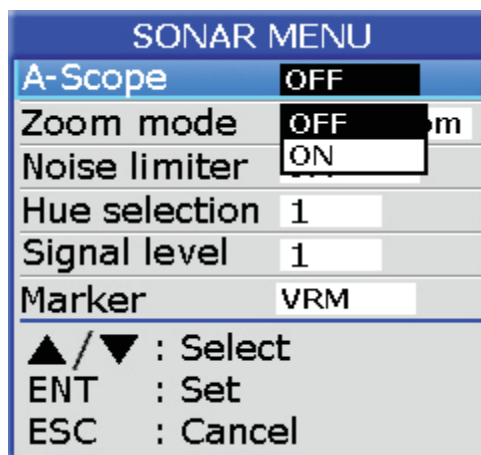 SONAR MENU
A-Scope OFF
Zoom mode OFF om
Noise limiter ON
Hue selection 1
Signal level 1
Marker VRM
▲/▼ : Select
ENT : Set
ESC : Cancel